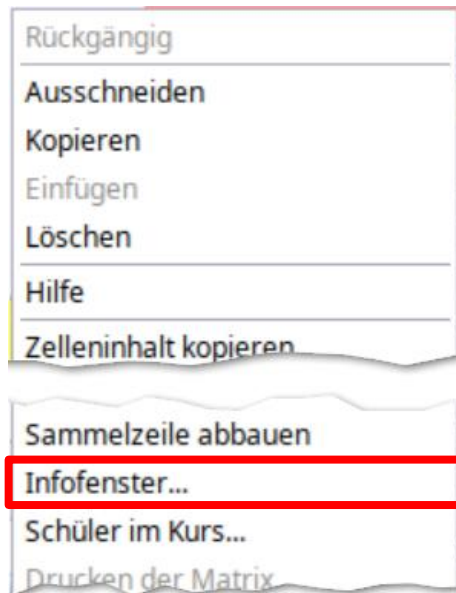 Rückgängig
Ausschneiden
Kopieren
Einfügen
Löschen
Hilfe
Zelleninhalt kopieren
Sammelzeile abbauen
Infofenster...
Schüler im Kurs...
Drucken der Matrix